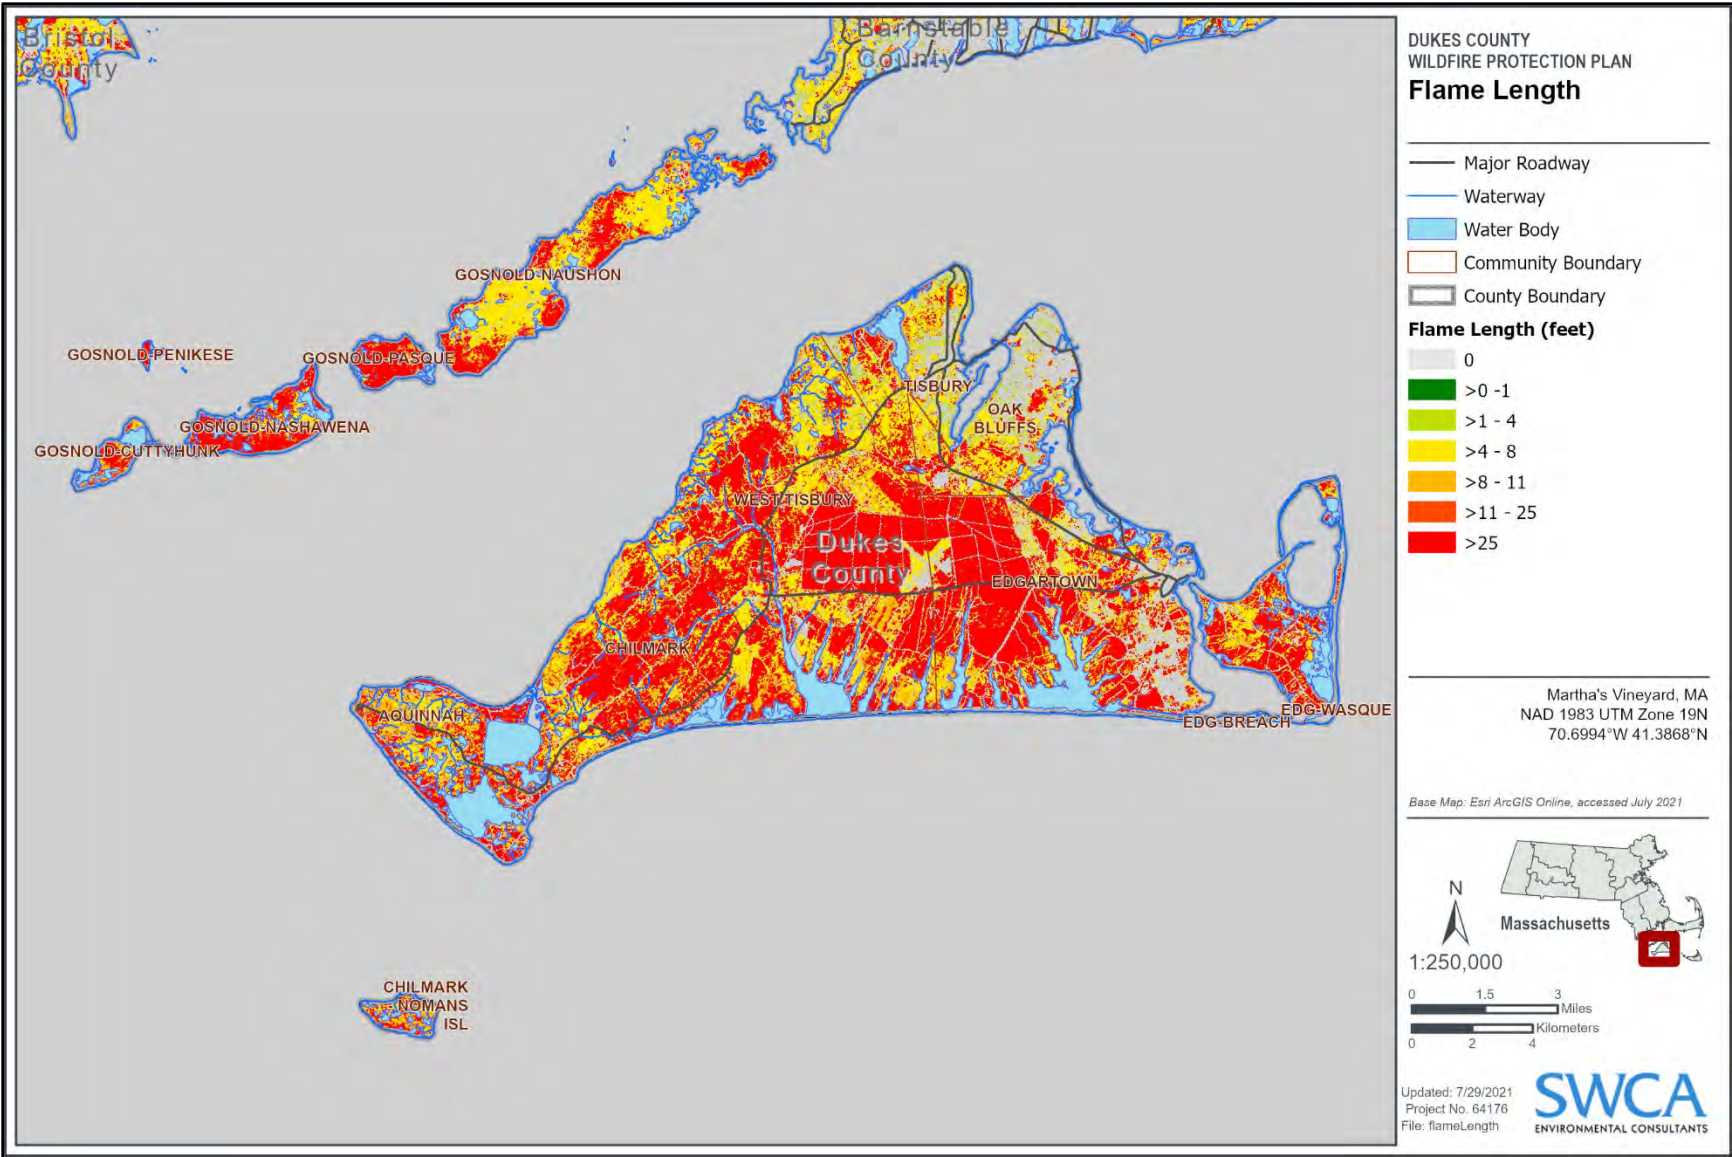 Bristol
County
Barnstable
County
GOSNOLD-NAUSHON
GOSNOLD-PENIKESE
GOSNOLD-PASQUE
GOSNOLD-NASHAWENA
GOSNOLD-CUTTYHUNK
TISBURY
OAK
BLUFFS
WEST TISBURY
Dukes
County
EDGARTOWN
CHILMARK
AQUINNAH
EDG-WASQUE
EDG-BREACH
CHILMARK
NOMANS
ISL
DUKES COUNTY
WILDFIRE PROTECTION PLAN
Flame Length
Major Roadway
Waterway
Water Body
Community Boundary
County Boundary
Flame Length (feet)
0
>0 -1
>1 - 4
>4 - 8
>8 - 11
>11 - 25
>25
Martha's Vineyard, MA
NAD 1983 UTM Zone 19N
70.6994°W 41.3868°N
Base Map: Esri ArcGIS Online, accessed July 2021
N
Massachusetts
1:250,000
0 1.5 3
Miles
Kilometers
0 2 4
Updated: 7/29/2021
Project No. 64176
File: flameLength
SWCA
ENVIRONMENTAL CONSULTANTS